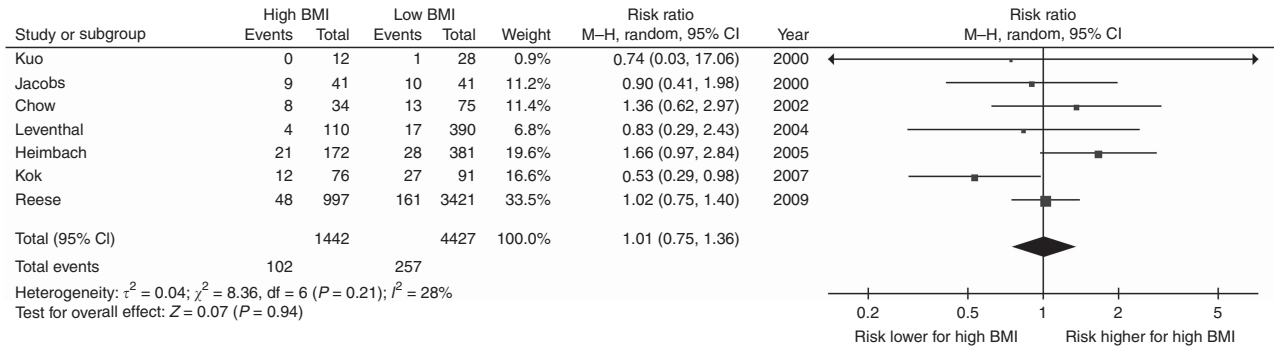 High BMI Low BMI Risk ratio Risk ratio
Study or subgroup Events Total Events Total Weight M–H, random, 95% CI Year M–H, random, 95% CI
Kuo 0 12 1 28 0.9% 0.74 (0.03, 17.06) 2000
Jacobs 9 41 10 41 11.2% 0.90 (0.41, 1.98) 2000
Chow 8 34 13 75 11.4% 1.36 (0.62, 2.97) 2002
Leventhal 4 110 17 390 6.8% 0.83 (0.29, 2.43) 2004
Heimbach 21 172 28 381 19.6% 1.66 (0.97, 2.84) 2005
Kok 12 76 27 91 16.6% 0.53 (0.29, 0.98) 2007
Reese 48 997 161 3421 33.5% 1.02 (0.75, 1.40) 2009
Total (95% CI) 1442 4427 100.0% 1.01 (0.75, 1.36)
Total events 102 257
Heterogeneity: τ² = 0.04; χ² = 8.36, df = 6 (P = 0.21); I² = 28%
Test for overall effect: Z = 0.07 (P = 0.94)
0.2 0.5 1 2 5
Risk lower for high BMI Risk higher for high BMI